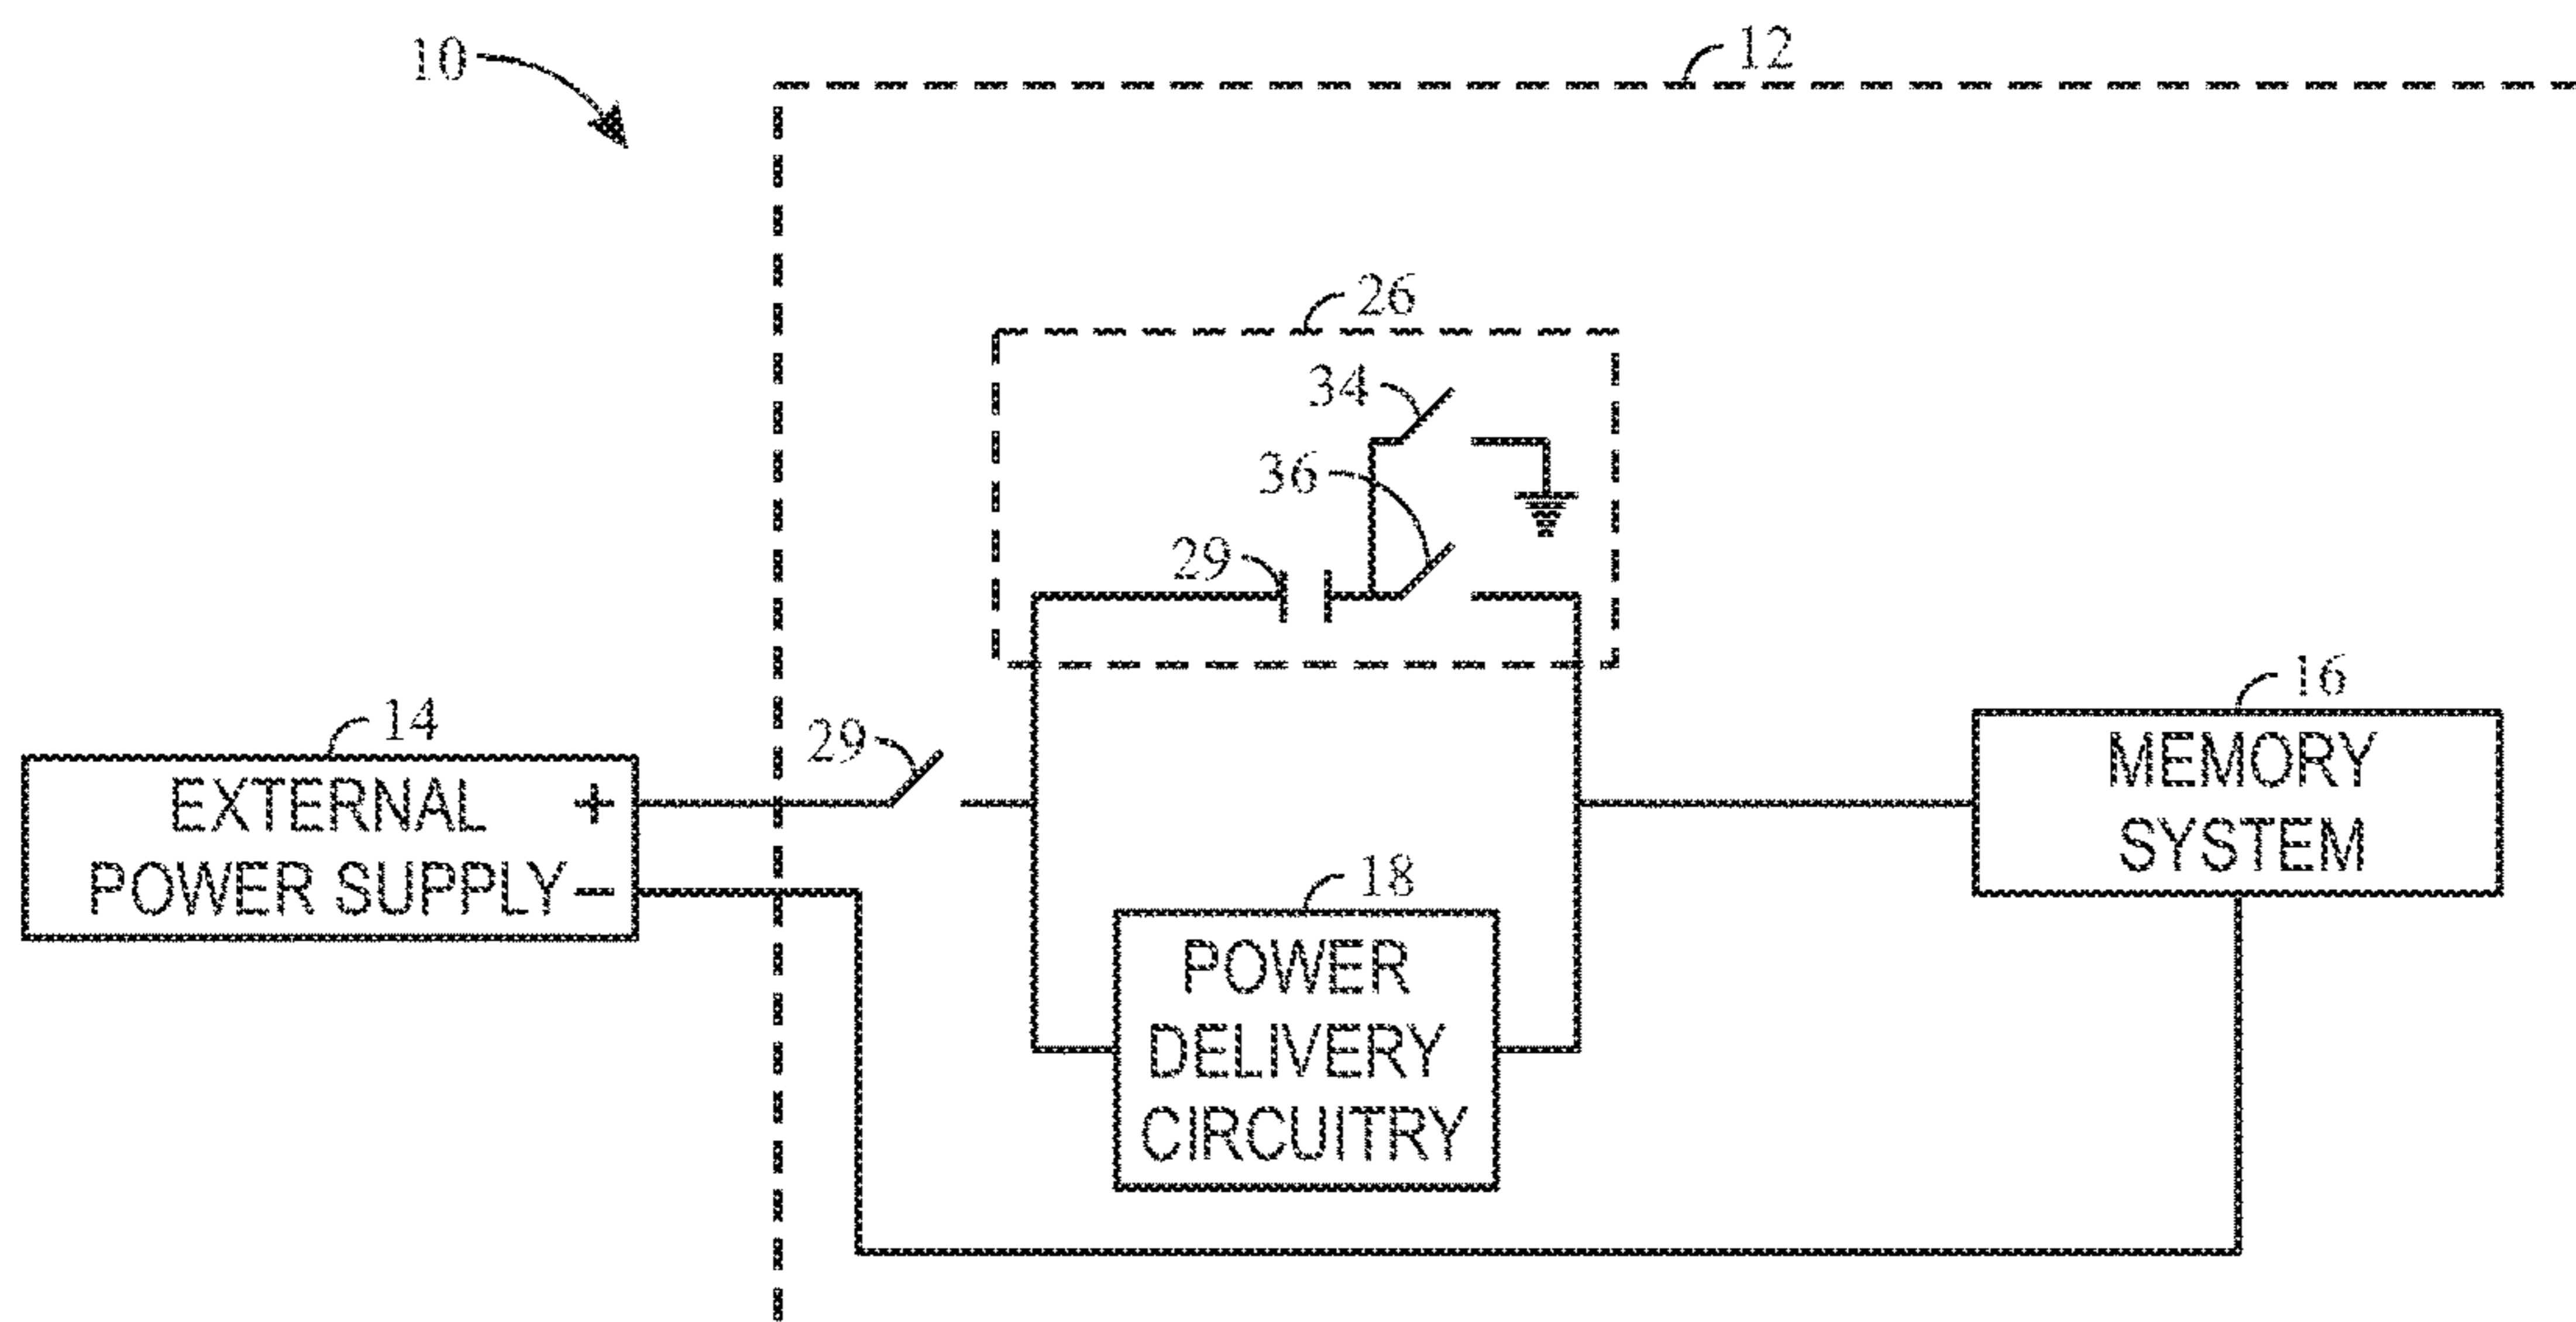 10
12
26
34
36
29
29
14
EXTERNAL +
POWER SUPPLY −
16
MEMORY
SYSTEM
18
POWER
DELIVERY
CIRCUITRY